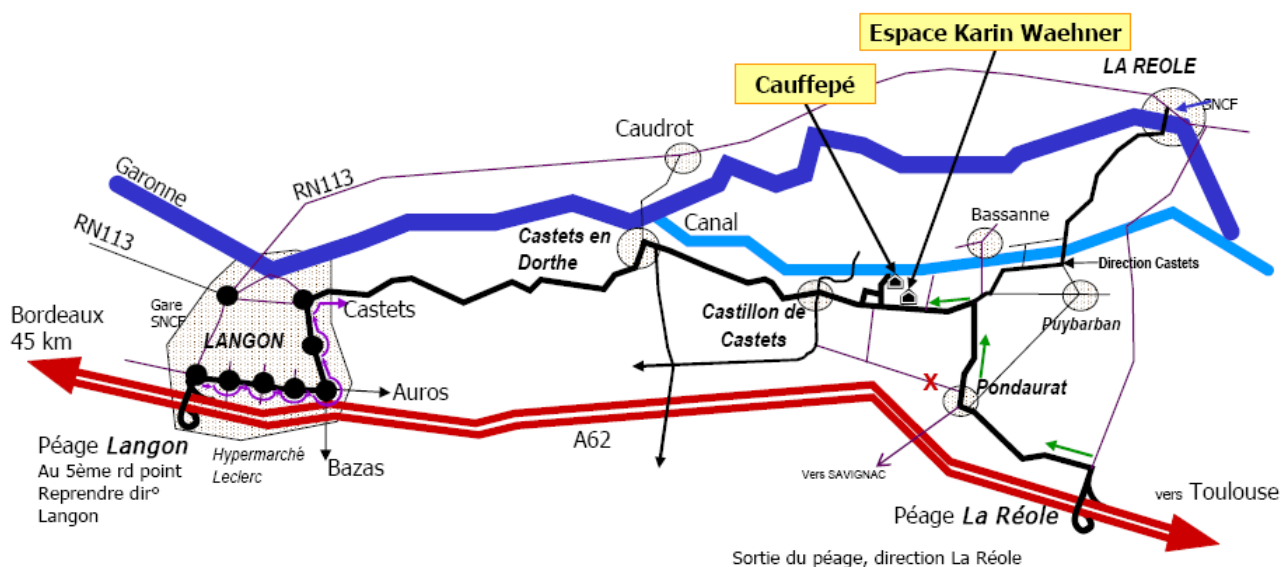 Espace Karin Waehner
LA REOLE
Cauffepé
SNCF
Caudrot
Garonne
RN113
Bassanne
Canal
RN113
Castets en
Dorthe
Direction Castets
Gare
SNCF
Castets
Bordeaux
45 km
LANGON
Castillon de
Castets
Puybarban
X
Pondaurat
Auros
A62
Péage Langon
Au 5ème rd point
Reprendre dir°
Langon
Hypermarché
Leclerc
Bazas
Vers SAVIGNAC
vers Toulouse
Péage La Réole
Sortie du péage, direction La Réole